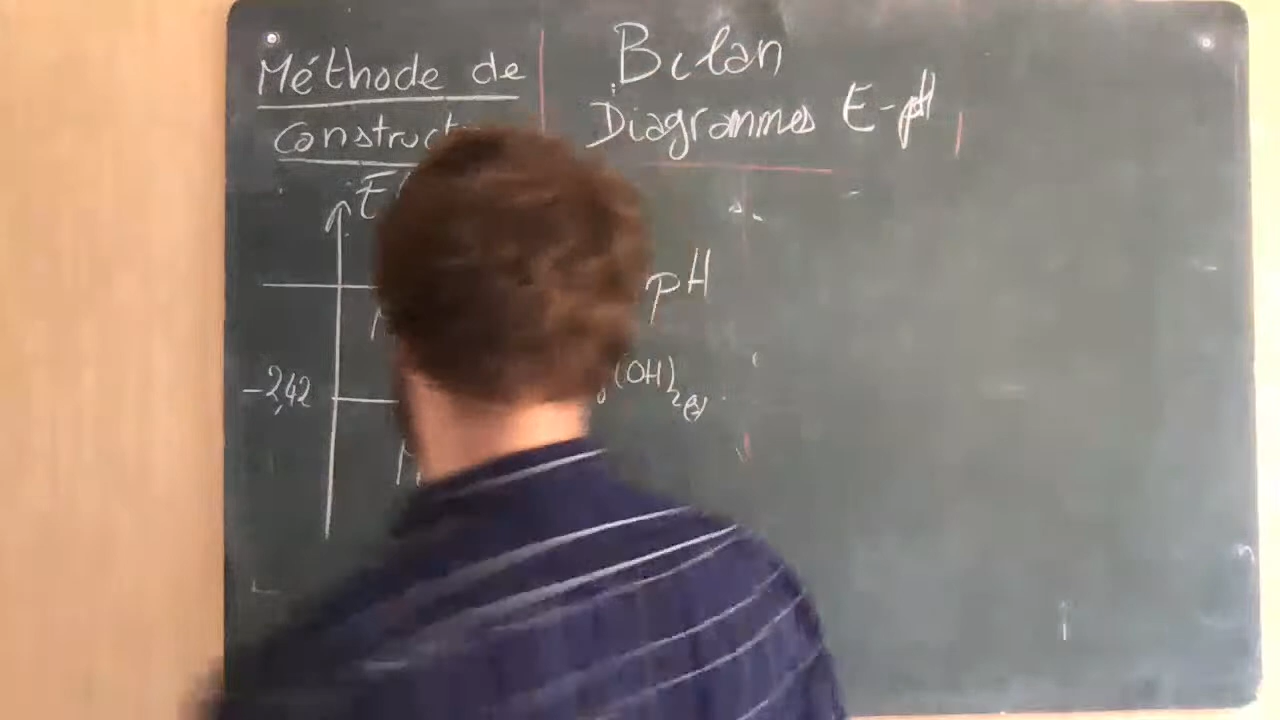 Méthode de
Bilan
Diagrammes E-pH
construct
E
pH
(OH)2(s)
-2,42